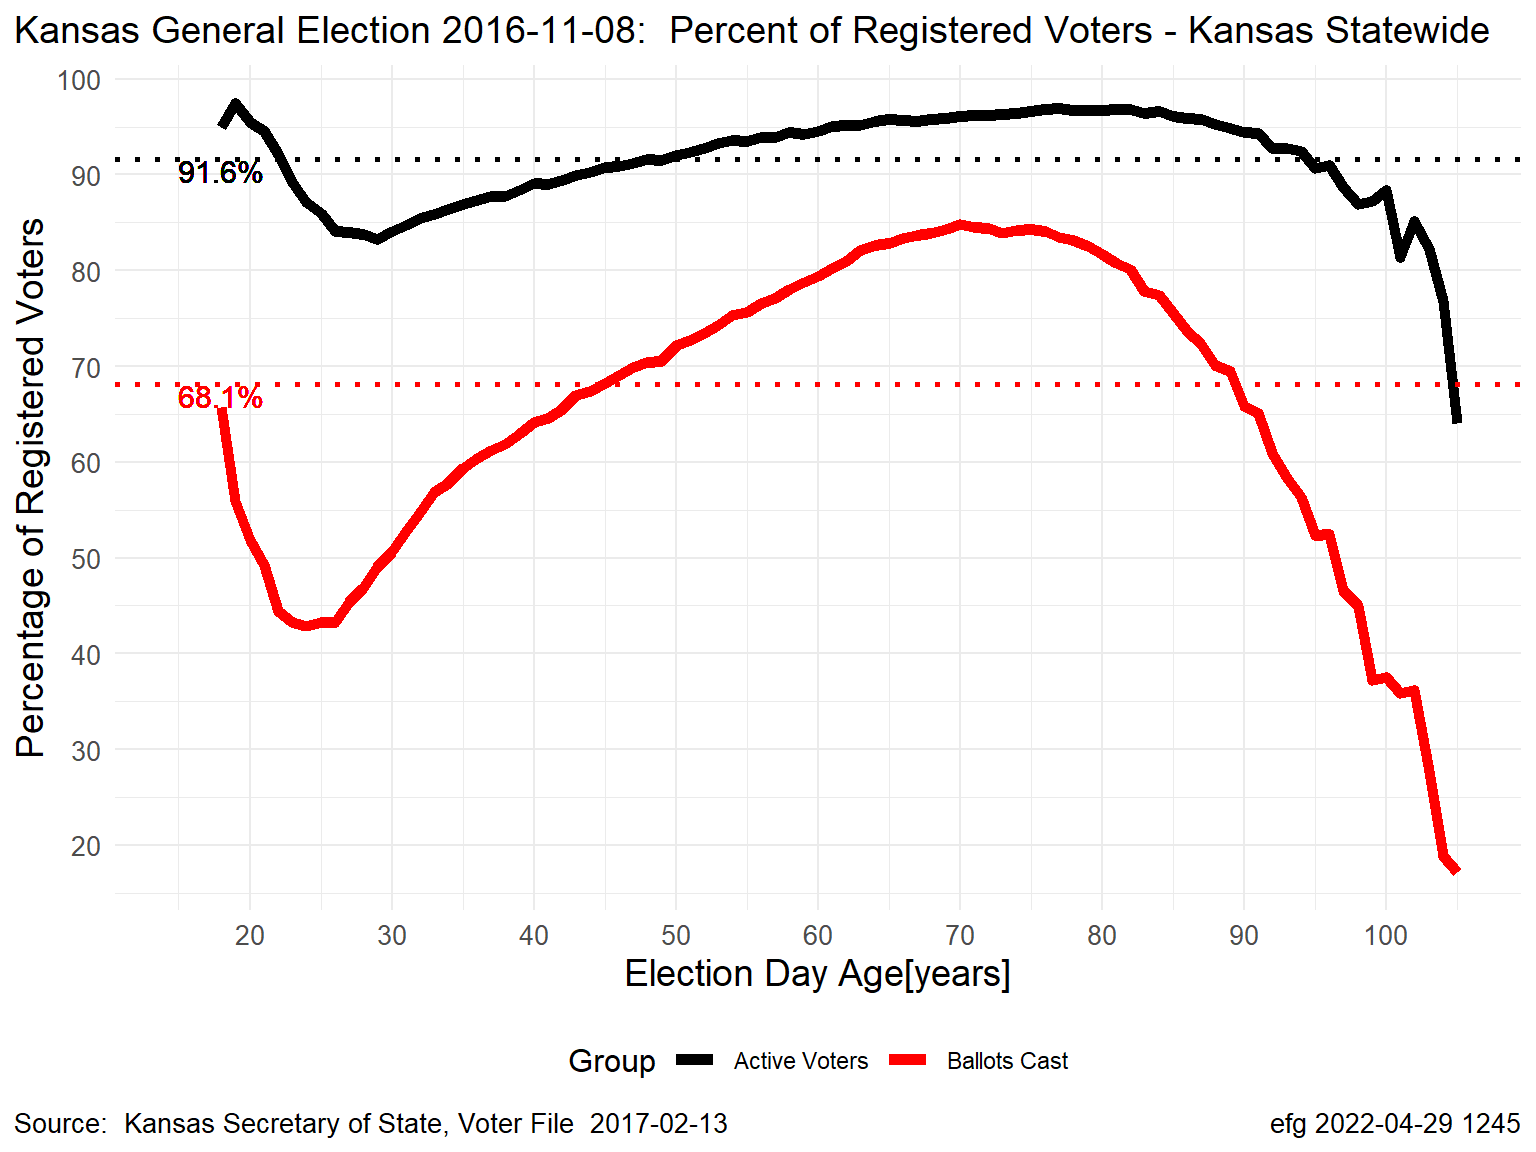 Kansas General Election 2016-11-08:  Percent of Registered Voters - Kansas Statewide
Percentage of Registered Voters
100
90
80
70
60
50
40
30
20
91.6%
68.1%
20 30 40 50 60 70 80 90 100
Election Day Age[years]
Group Active Voters Ballots Cast
Source:  Kansas Secretary of State, Voter File  2017-02-13
efg 2022-04-29 1245